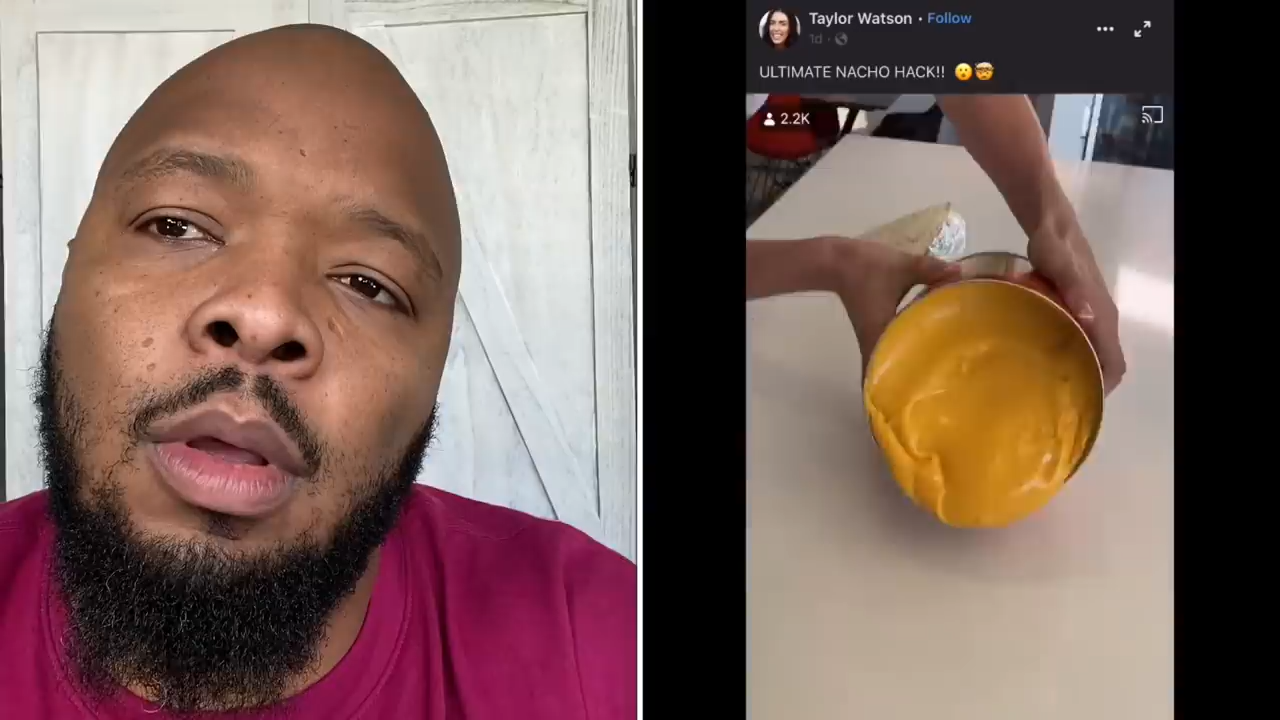 Taylor Watson · Follow
1d ·
ULTIMATE NACHO HACK!! 😮🤯
2.2K